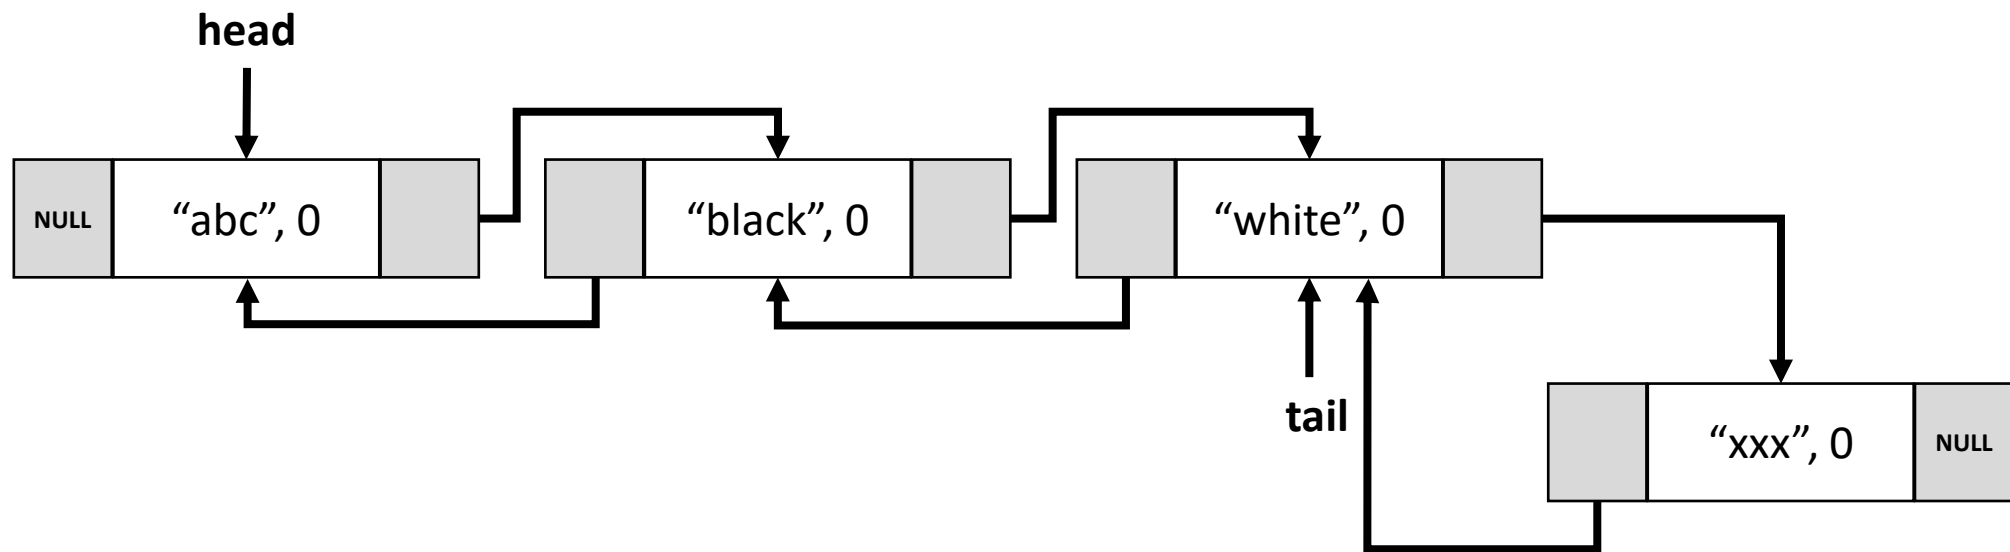 head
NULL
“abc”, 0
“black”, 0
“white”, 0
tail
“xxx”, 0
NULL